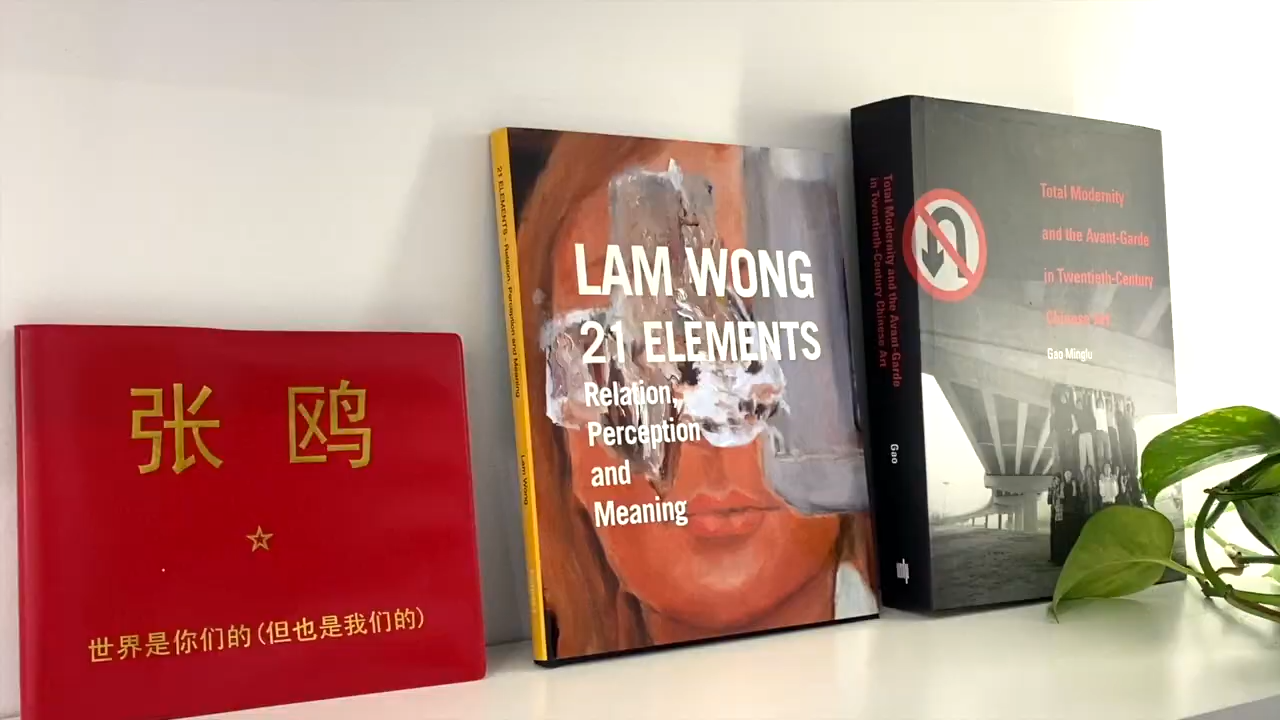 张 鸥
世界是你们的(但也是我们的)
21 ELEMENTS - Relation, Perception and Meaning
Lam Wong
LAM WONG
21 ELEMENTS
Relation,
Perception
and
Meaning
Total Modernity and the Avant-Garde
in Twentieth-Century Chinese Art
Gao
Total Modernity
and the Avant-Garde
in Twentieth-Century
Chinese Art
Gao Minglu